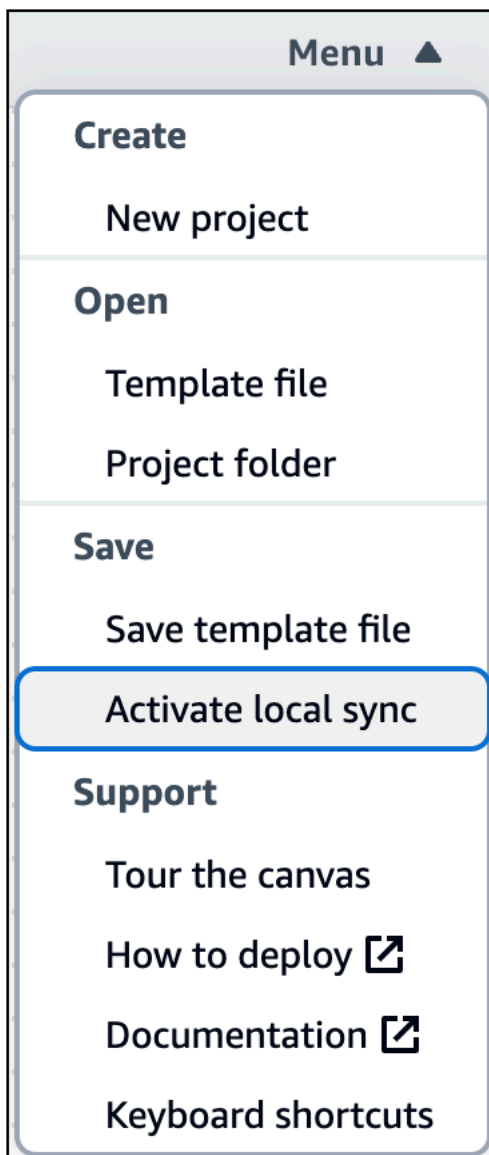 Menu
Create
New project
Open
Template file
Project folder
Save
Save template file
Activate local sync
Support
Tour the canvas
How to deploy
Documentation
Keyboard shortcuts